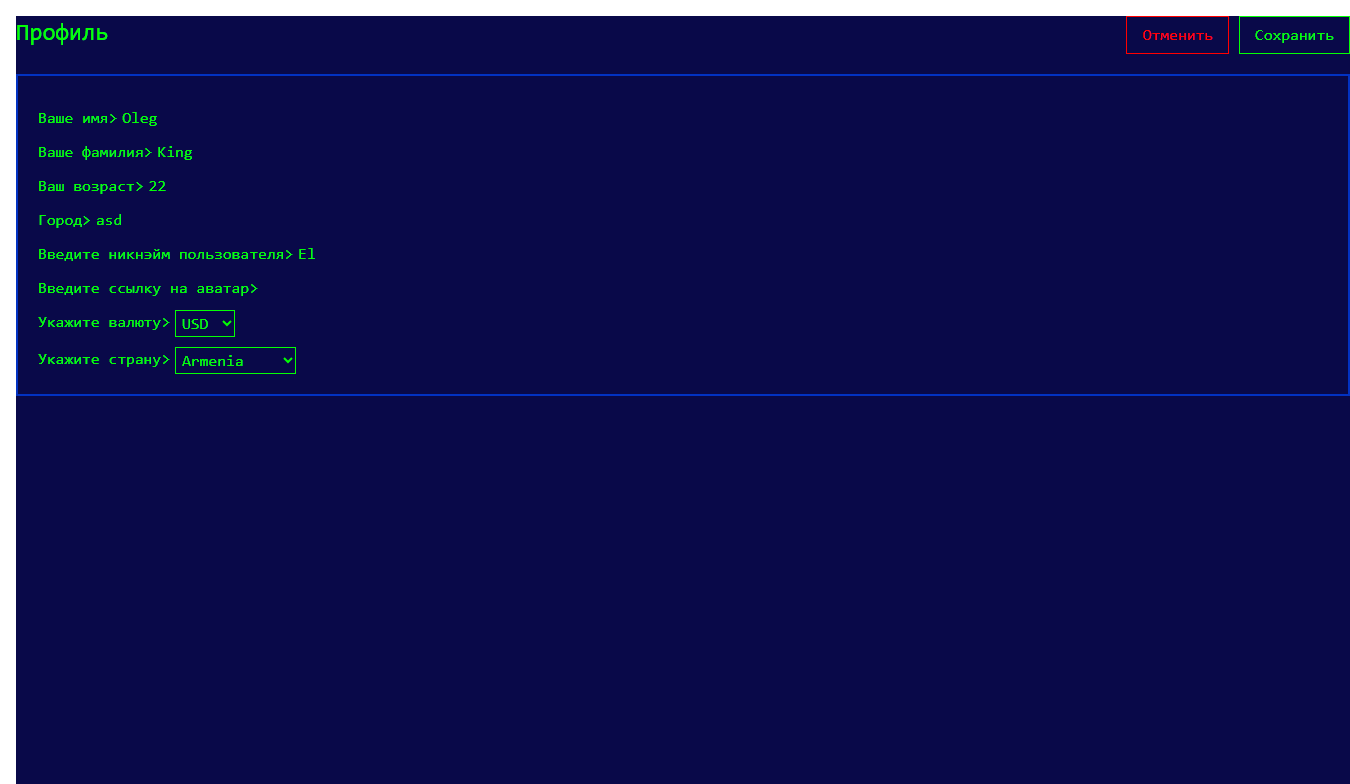 Профиль
Отменить
Сохранить
Ваше имя> Oleg
Ваше фамилия> King
Ваш возраст> 22
Город> asd
Введите никнэйм пользователя> El
Введите ссылку на аватар>
Укажите валюту> USD
Укажите страну> Armenia